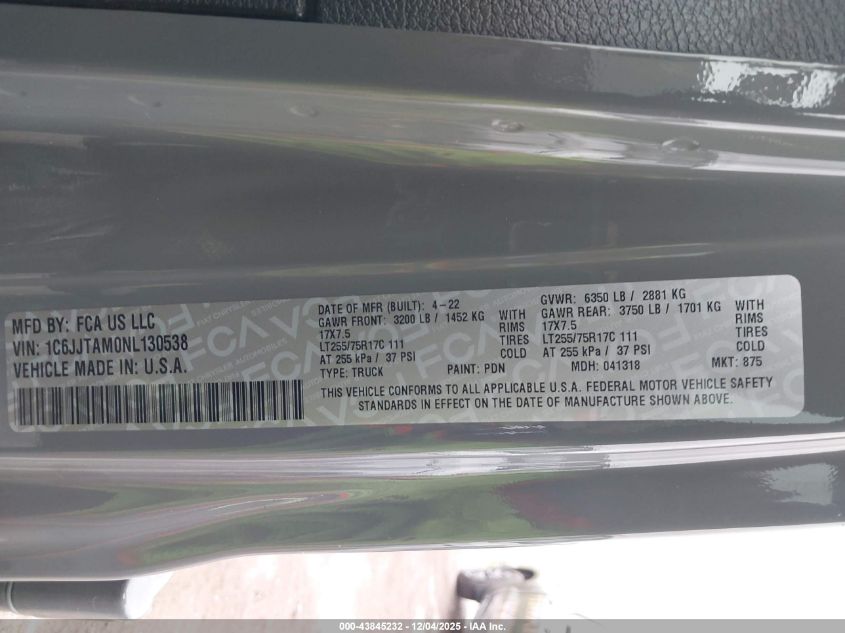 MFD BY: FCA US LLC
VIN: 1C6JJTAM0NL130538
VEHICLE MADE IN: U.S.A.
DATE OF MFR (BUILT): 4-22
GAWR FRONT: 3200 LB / 1452 KG WITH
17X7.5 RIMS
LT255/75R17C 111 TIRES
AT 255 kPa / 37 PSI COLD
TYPE: TRUCK PAINT: PDN
GVWR: 6350 LB / 2881 KG
GAWR REAR: 3750 LB / 1701 KG WITH
17X7.5 RIMS
LT255/75R17C 111 TIRES
AT 255 kPa / 37 PSI COLD
MDH: 041318 MKT: 875
THIS VEHICLE CONFORMS TO ALL APPLICABLE U.S.A. FEDERAL MOTOR VEHICLE SAFETY
STANDARDS IN EFFECT ON THE DATE OF MANUFACTURE SHOWN ABOVE.
000-43845232 - 12/04/2025 - IAA Inc.